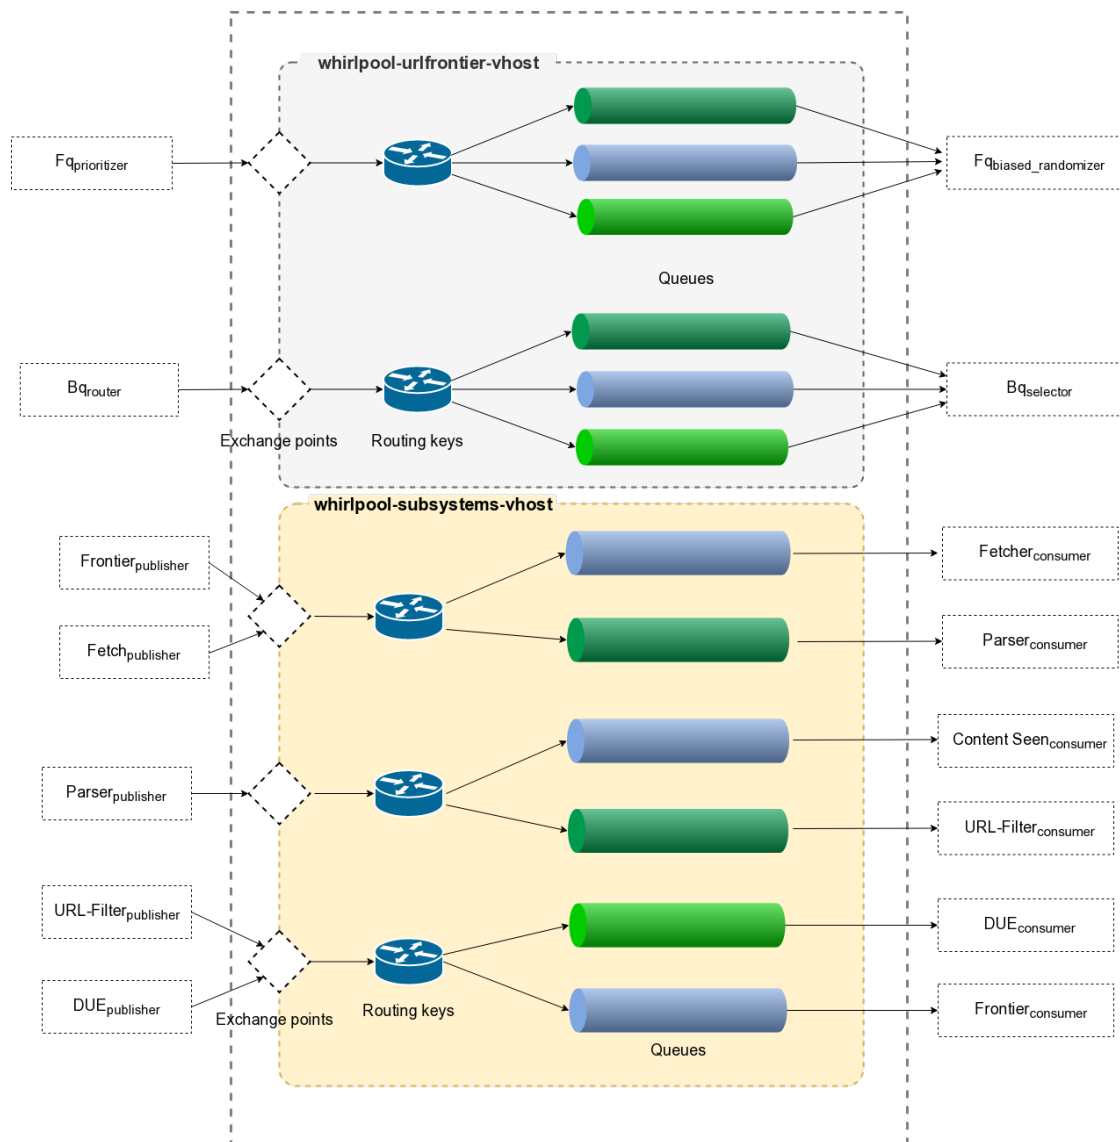 whirlpool-urlfrontier-vhost
Fqprioritizer
Fqbiased_randomizer
Queues
Bqrouter
Bqselector
Exchange points
Routing keys
whirlpool-subsystems-vhost
Frontierpublisher
Fetcherconsumer
Fetchpublisher
Parserconsumer
Content Seenconsumer
Parserpublisher
URL-Filterconsumer
URL-Filterpublisher
DUEconsumer
DUEpublisher
Exchange points
Routing keys
Frontierconsumer
Queues